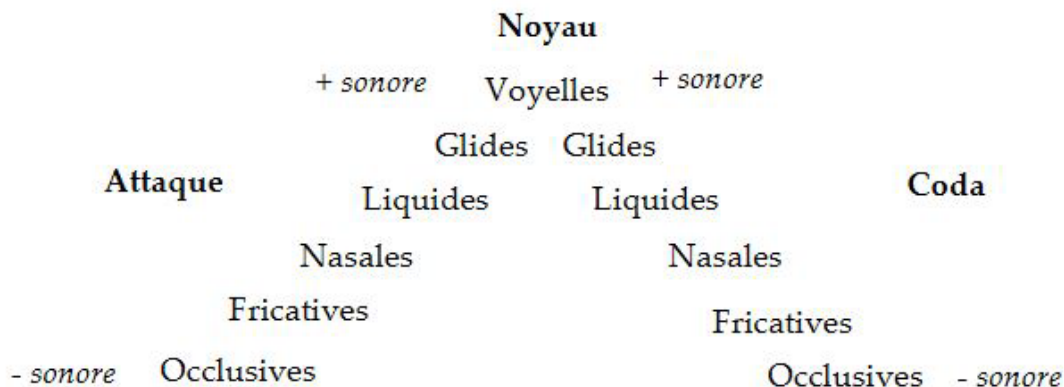 Noyau
+ sonore Voyelles + sonore
Glides Glides
Attaque Coda
Liquides Liquides
Nasales Nasales
Fricatives Fricatives
- sonore Occlusives Occlusives - sonore